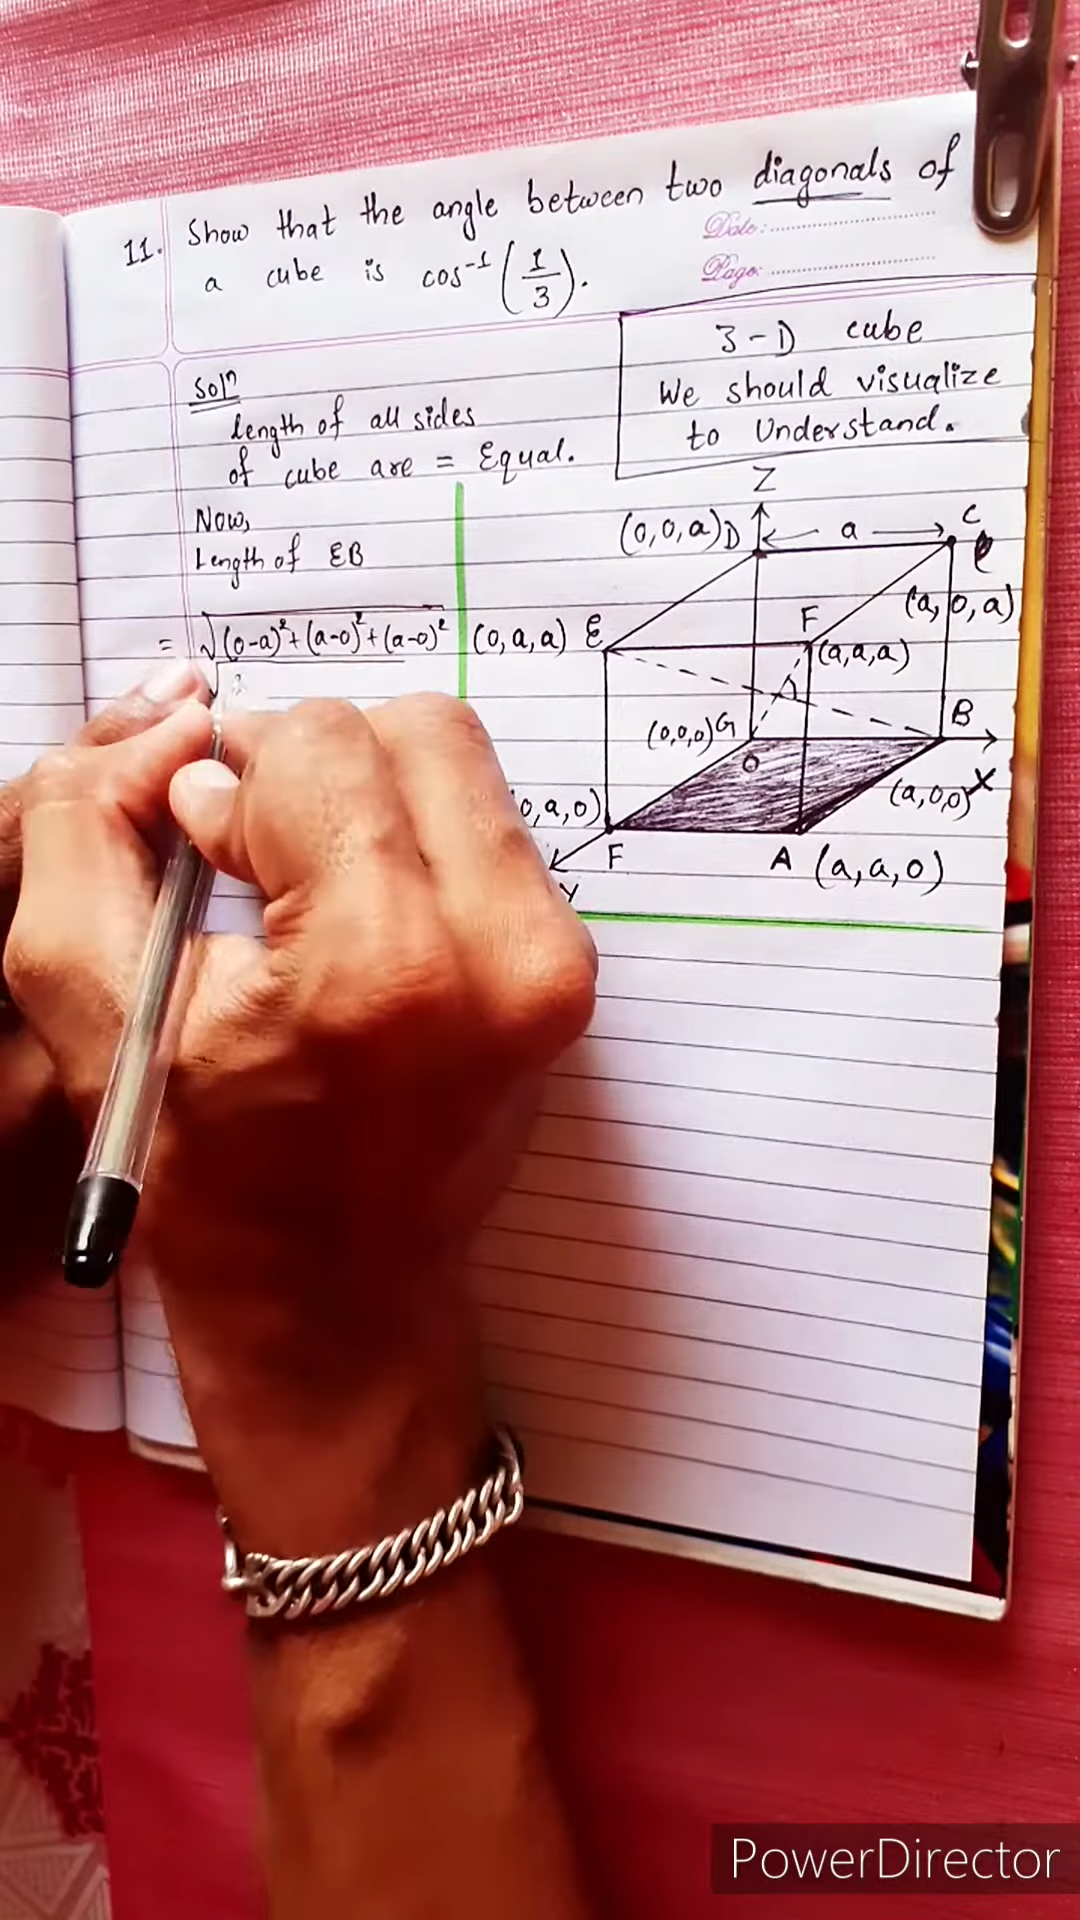 11. Show that the angle between two diagonals of
a cube is cos⁻¹ (1/3).
Date:
Page:
Solⁿ
length of all sides
of cube are = Equal.
3-D cube
We should visualize
to Understand.
Now,
Length of EB
= √(0-a)²+(a-0)²+(a-0)²
Z
(0,0,a) D
a
C
(a,0,a)
(0,a,a) E
F
(a,a,a)
(0,0,0) G
O
B
(a,0,0)
X
0,a,0)
F
A (a,a,0)
Y
PowerDirector